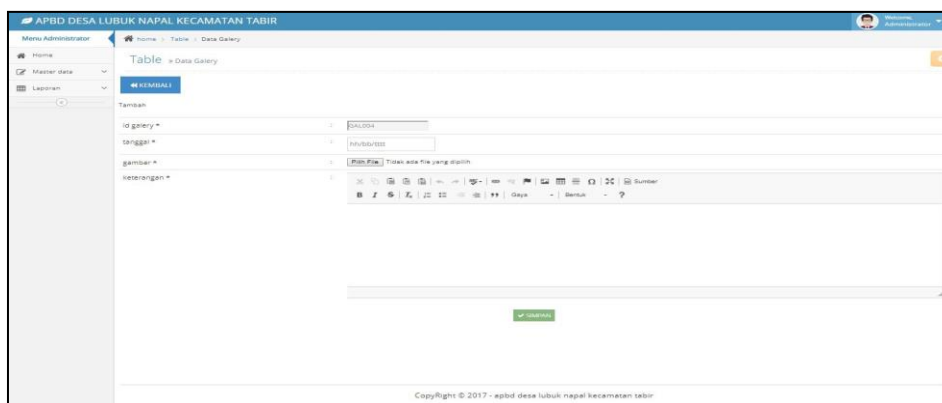 APBD DESA LUBUK NAPAL KECAMATAN TABIR
Welcome, Administrator
Menu Administrator
home > Table > Data Galery
Home
Table » Data Galery
Master data
KEMBALI
Laporan
Tambah
id galery * : GAL004
tanggal * : hh/bb/tttt
gambar * : Pilih File Tidak ada file yang dipilih
keterangan * :
Sumber
B I S Gaya Bentuk ?
SIMPAN
CopyRight © 2017 - apbd desa lubuk napal kecamatan tabir